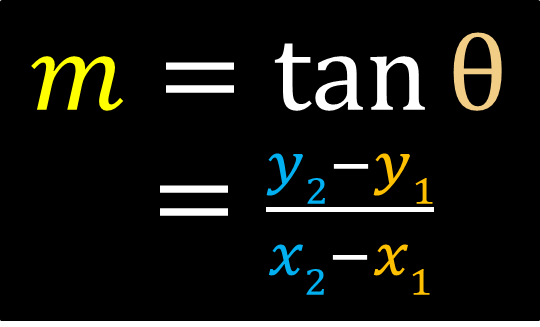 m = tan θ
= y₂−y₁
x₂−x₁